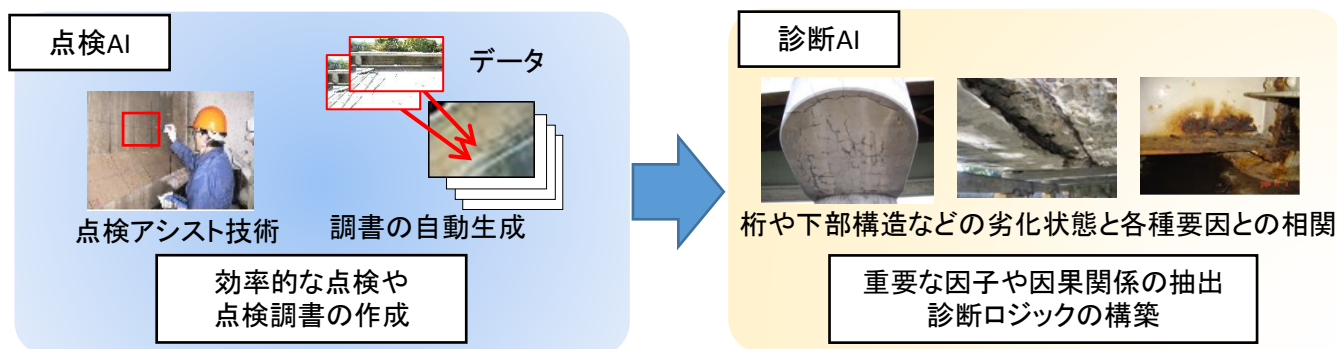 点検AI
データ
点検アシスト技術
調書の自動生成
効率的な点検や
点検調書の作成
診断AI
桁や下部構造などの劣化状態と各種要因との相関
重要な因子や因果関係の抽出
診断ロジックの構築